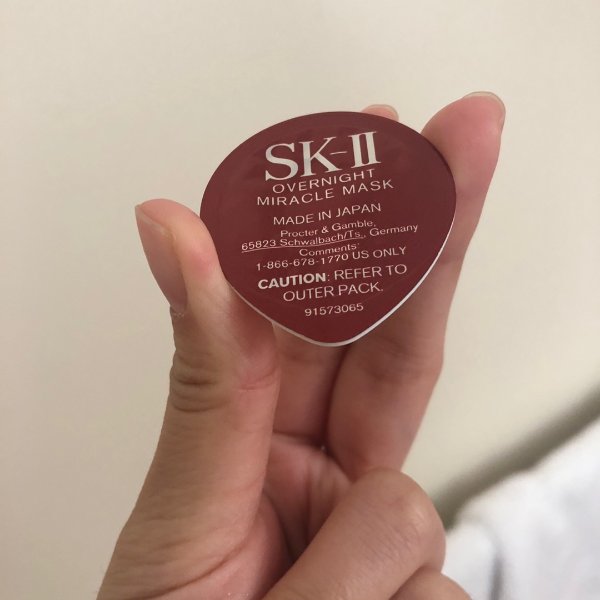 SK-II
OVERNIGHT
MIRACLE MASK
MADE IN JAPAN
Procter & Gamble,
65823 Schwalbach/Ts., Germany
Comments:
1-866-678-1770 US ONLY
CAUTION: REFER TO
OUTER PACK.
91573065